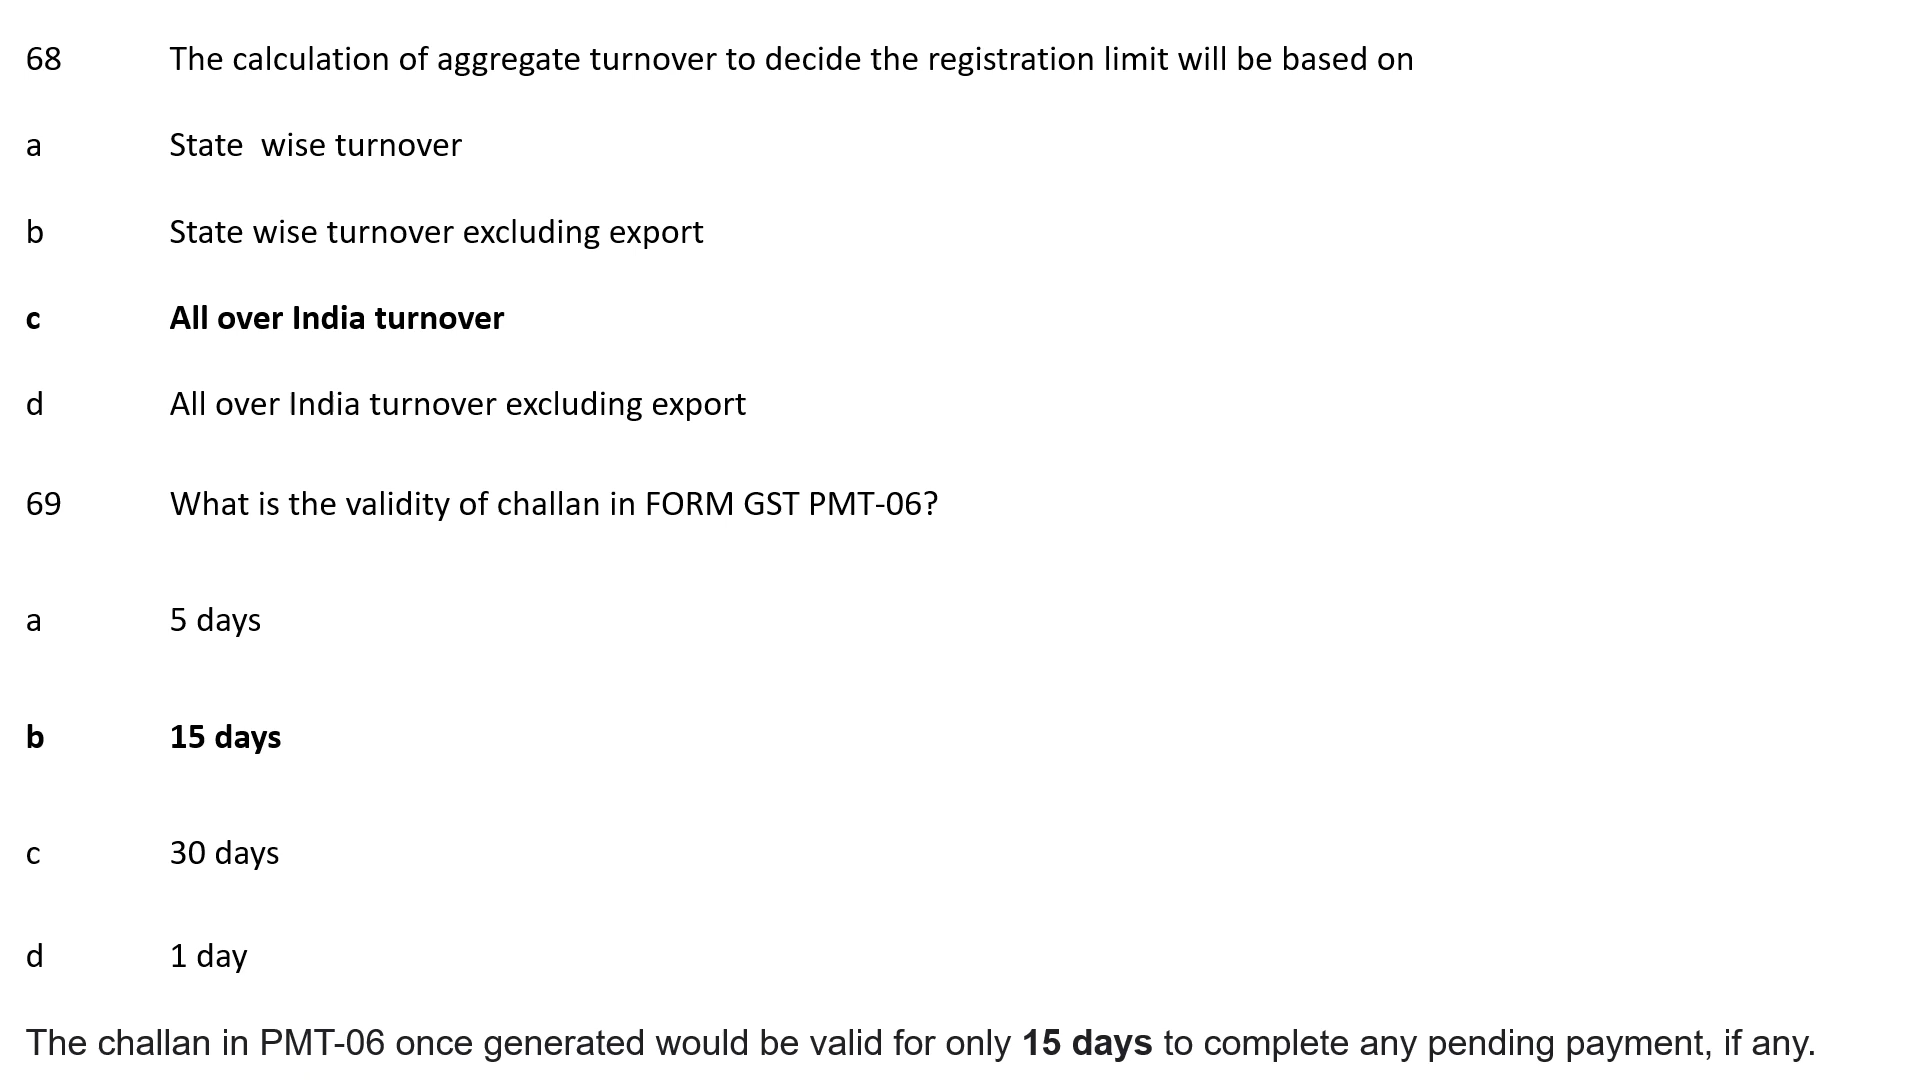 68 The calculation of aggregate turnover to decide the registration limit will be based on
a State  wise turnover
b State wise turnover excluding export
c All over India turnover
d All over India turnover excluding export
69 What is the validity of challan in FORM GST PMT-06?
a 5 days
b 15 days
c 30 days
d 1 day
The challan in PMT-06 once generated would be valid for only 15 days to complete any pending payment, if any.